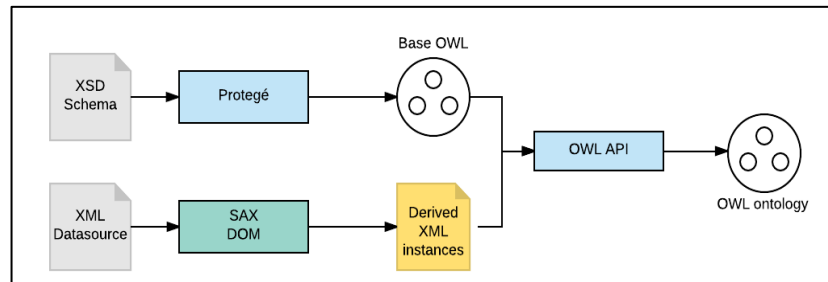 Base OWL
XSD
Schema
Protegé
OWL API
OWL ontology
XML
Datasource
SAX
DOM
Derived
XML
instances